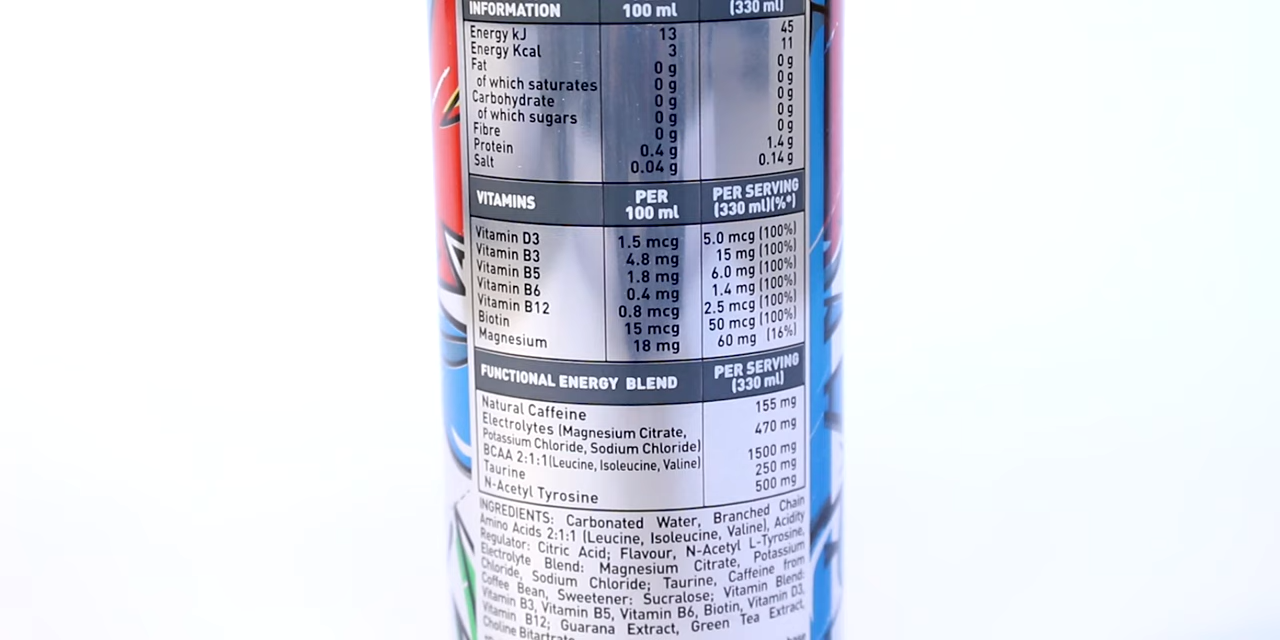 INFORMATION 100 ml (330 ml)
Energy kJ 13 45
Energy Kcal 3 11
Fat 0 g 0 g
of which saturates 0 g 0 g
Carbohydrate 0 g 0 g
of which sugars 0 g 0 g
Fibre 0 g 0 g
Protein 0.4 g 1.4 g
Salt 0.04 g 0.14 g
VITAMINS PER 100 ml PER SERVING (330 ml)(%*)
Vitamin D3 1.5 mcg 5.0 mcg (100%)
Vitamin B3 4.8 mg 15 mg (100%)
Vitamin B5 1.8 mg 6.0 mg (100%)
Vitamin B6 0.4 mg 1.4 mg (100%)
Vitamin B12 0.8 mcg 2.5 mcg (100%)
Biotin 15 mcg 50 mcg (100%)
Magnesium 18 mg 60 mg (16%)
FUNCTIONAL ENERGY BLEND PER SERVING (330 ml)
Natural Caffeine 155 mg
Electrolytes (Magnesium Citrate, 470 mg
Potassium Chloride, Sodium Chloride)
BCAA 2:1:1(Leucine, Isoleucine, Valine) 1500 mg
Taurine 250 mg
N-Acetyl Tyrosine 500 mg
INGREDIENTS: Carbonated Water, Branched Chain
Amino Acids 2:1:1 (Leucine, Isoleucine, Valine), Acidity
Regulator: Citric Acid; Flavour, N-Acetyl L-Tyrosine,
Electrolyte Blend: Magnesium Citrate, Potassium
Chloride, Sodium Chloride; Taurine, Caffeine from
Coffee Bean, Sweetener: Sucralose; Vitamin Blend:
Vitamin B3, Vitamin B5, Vitamin B6, Biotin, Vitamin D3,
Vitamin B12; Guarana Extract, Green Tea Extract,
Choline Bitartrate